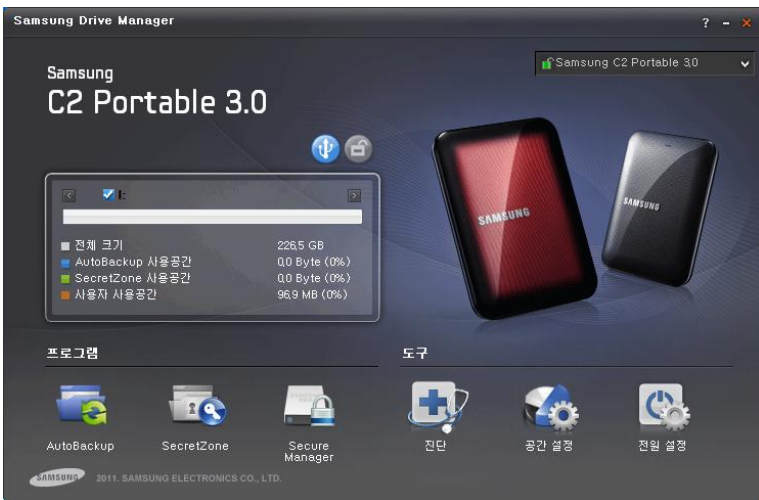 Samsung Drive Manager
Samsung C2 Portable 3.0
Samsung
C2 Portable 3.0
I:
전체 크기 226.5 GB
AutoBackup 사용공간 0.0 Byte (0%)
SecretZone 사용공간 0.0 Byte (0%)
사용자 사용공간 96.9 MB (0%)
SAMSUNG
SAMSUNG
프로그램
도구
AutoBackup
SecretZone
Secure
Manager
진단
공간 설정
전원 설정
SAMSUNG 2011. SAMSUNG ELECTRONICS CO., LTD.